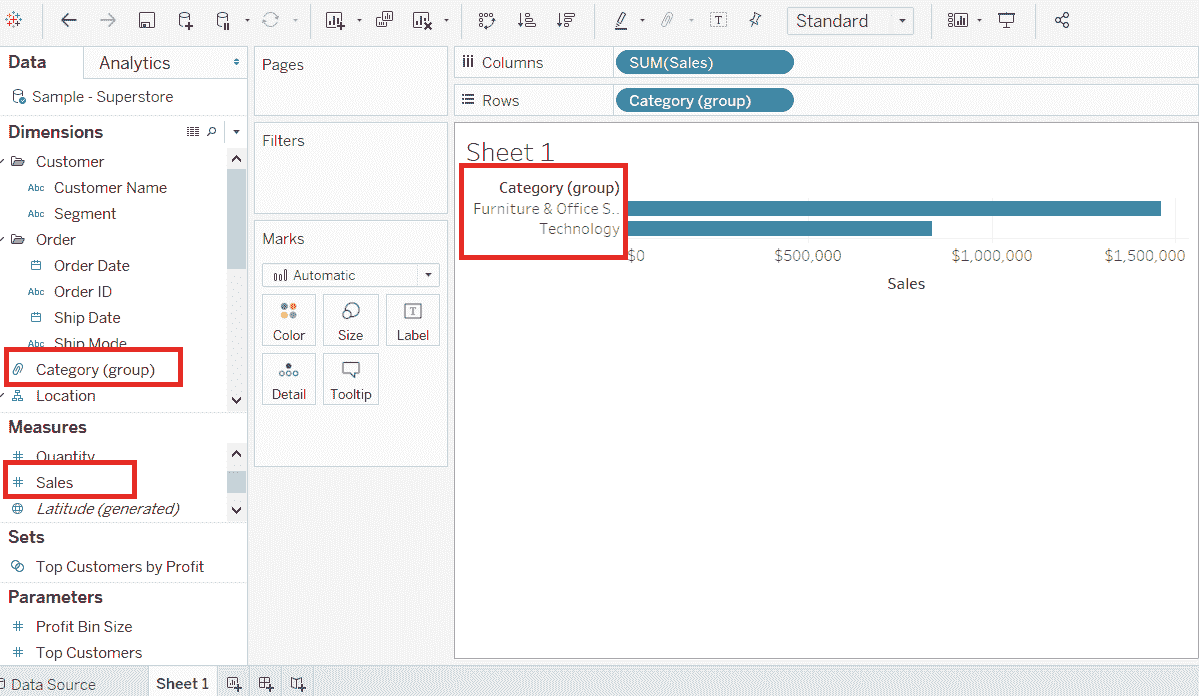 Standard
Data
Analytics
Sample - Superstore
Dimensions
Customer
Abc Customer Name
Abc Segment
Order
Order Date
Abc Order ID
Ship Date
Abc Ship Mode
Category (group)
Location
Measures
# Quantity
# Sales
Latitude (generated)
Sets
Top Customers by Profit
Parameters
# Profit Bin Size
# Top Customers
Data Source
Sheet 1
Pages
Filters
Marks
Automatic
Color Size Label
Detail Tooltip
Columns SUM(Sales)
Rows Category (group)
Sheet 1
Category (group)
Furniture & Office S..
Technology
$0 $500,000 $1,000,000 $1,500,000
Sales